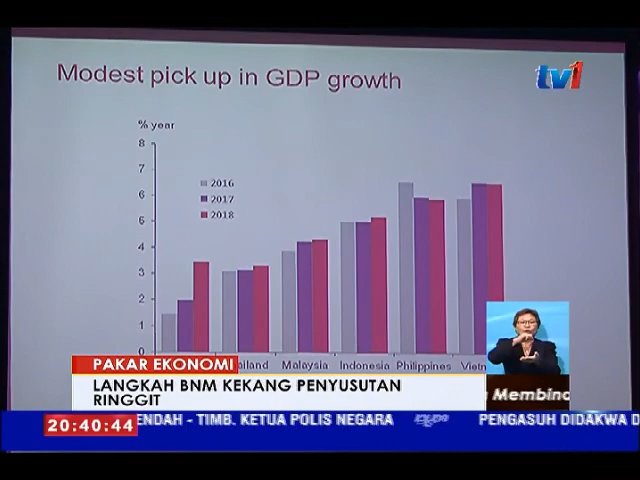 Modest pick up in GDP growth
tv1
% year
8
7
6
5
4
3
2
1
2016
2017
2018
Malaysia Indonesia Philippines
PAKAR EKONOMI
LANGKAH BNM KEKANG PENYUSUTAN
RINGGIT
Membinc
20:40:44 ENDAH - TIMB. KETUA POLIS NEGARA PENGASUH DIDAKWA D